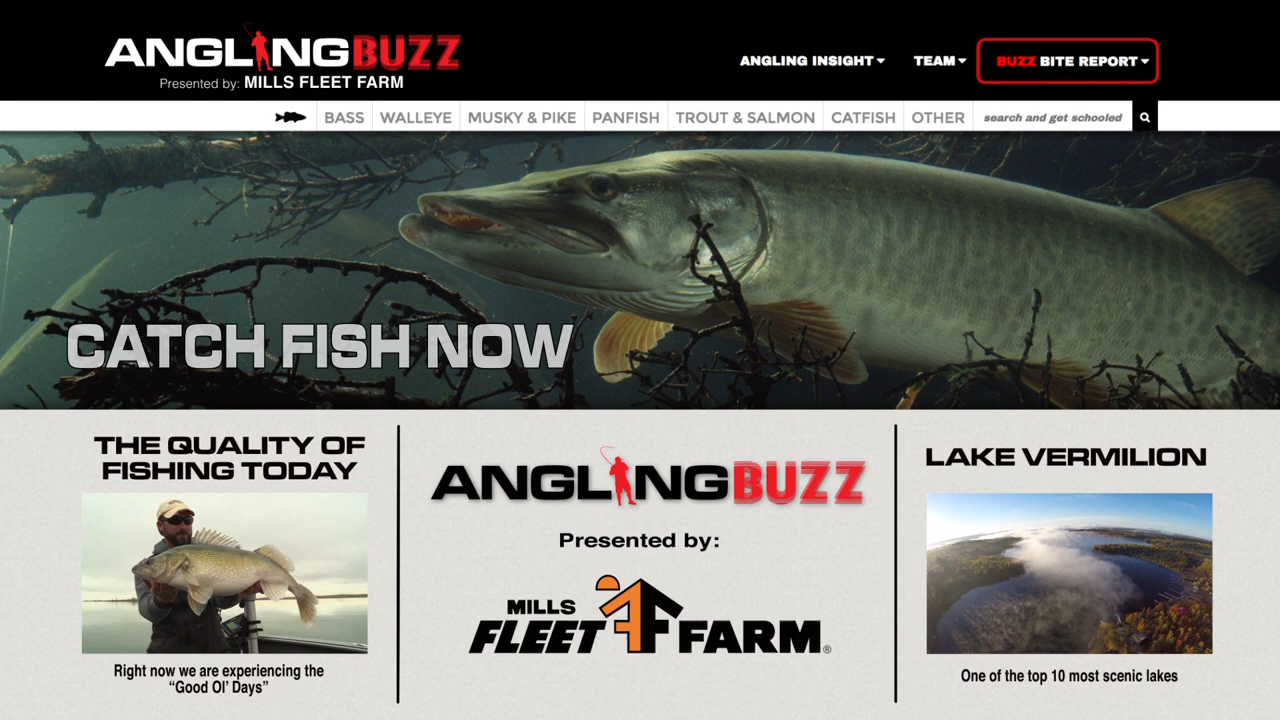 ANGLINGBUZZ
Presented by: MILLS FLEET FARM
ANGLING INSIGHT
TEAM
BUZZ BITE REPORT
BASS
WALLEYE
MUSKY & PIKE
PANFISH
TROUT & SALMON
CATFISH
OTHER
search and get schooled
CATCH FISH NOW
THE QUALITY OF
FISHING TODAY
Right now we are experiencing the
“Good Ol’ Days”
ANGLINGBUZZ
Presented by:
MILLS
FLEET FARM®
LAKE VERMILION
One of the top 10 most scenic lakes